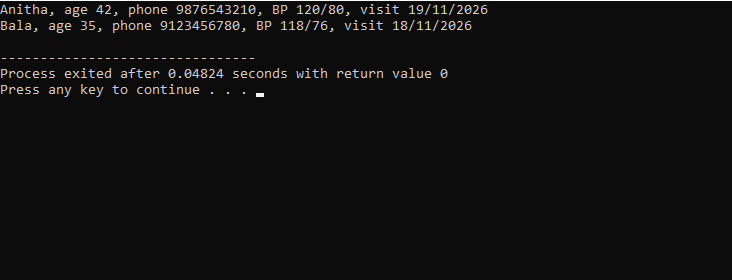 Anitha, age 42, phone 9876543210, BP 120/80, visit 19/11/2026
Bala, age 35, phone 9123456780, BP 118/76, visit 18/11/2026
--------------------------------
Process exited after 0.04824 seconds with return value 0
Press any key to continue . . .